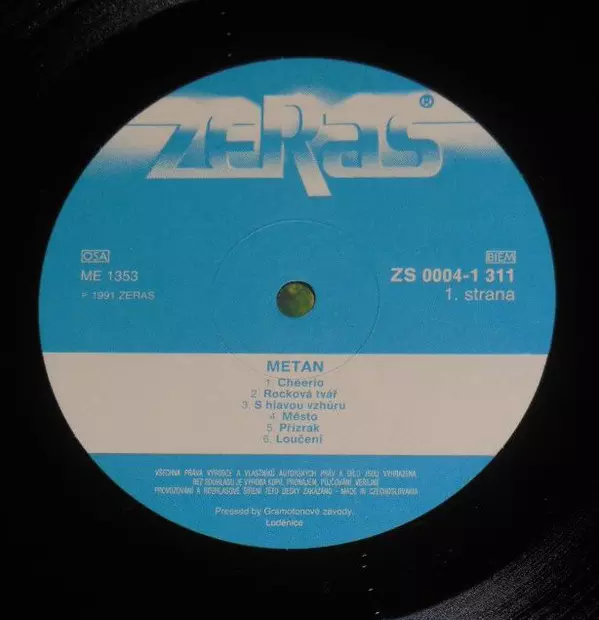 ZERAS®
OSA
BIEM
ME 1353
ZS 0004-1 311
℗ 1991 ZERAS
1. strana
METAN
1. Cheerio
2. Rocková tvář
3. S hlavou vzhůru
4. Město
5. Přízrak
6. Loučení
VŠECHNA PRÁVA VÝROBCE A VLASTNÍKŮ AUTORSKÝCH PRÁV A DÍLO JSOU VYHRAZENA.
BEZ SOUHLASU JE VÝROBA KOPIÍ, PRONÁJEM, PŮJČOVÁNÍ, VEŘEJNÉ
PROVOZOVÁNÍ A ROZHLASOVÉ ŠÍŘENÍ TÉTO DESKY ZAKÁZÁNO - MADE IN CZECHOSLOVAKIA
Pressed by Gramofonové závody,
Loděnice